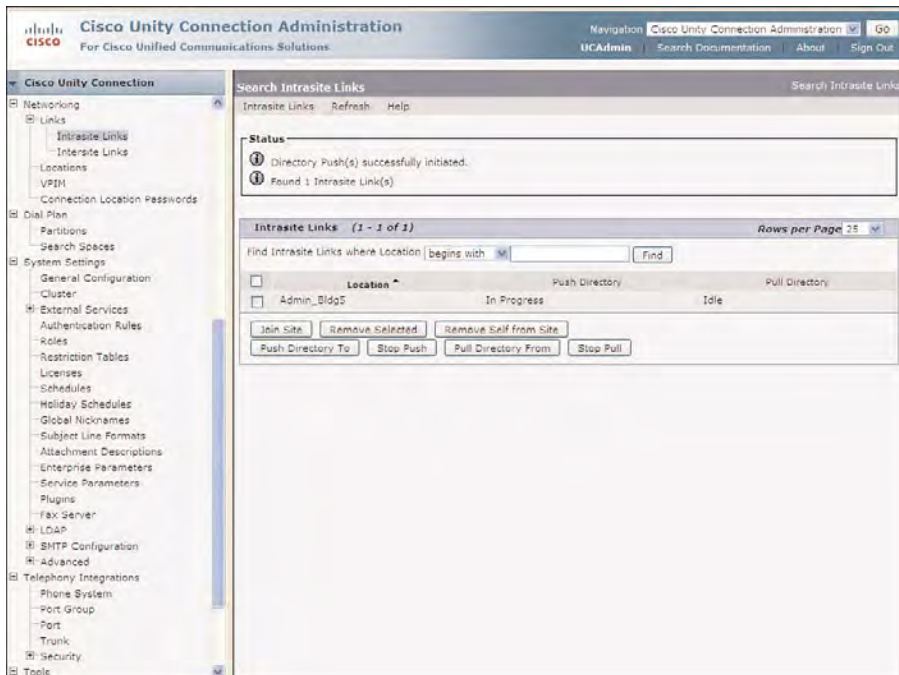 Cisco Unity Connection Administration
Navigation Cisco Unity Connection Administration Go
CISCO For Cisco Unified Communications Solutions
UCAdmin Search Documentation About Sign Out
Cisco Unity Connection
Networking
Links
Intrasite Links
Intersite Links
Locations
VPIM
Connection Location Passwords
Dial Plan
Partitions
Search Spaces
System Settings
General Configuration
Cluster
External Services
Authentication Rules
Roles
Restriction Tables
Licenses
Schedules
Holiday Schedules
Global Nicknames
Subject Line Formats
Attachment Descriptions
Enterprise Parameters
Service Parameters
Plugins
Fax Server
LDAP
SMTP Configuration
Advanced
Telephony Integrations
Phone System
Port Group
Port
Trunk
Security
Tools
Search Intrasite Links Search Intrasite Links
Intrasite Links Refresh Help
Status
Directory Push(s) successfully initiated.
Found 1 Intrasite Link(s)
Intrasite Links (1 - 1 of 1) Rows per Page 25
Find Intrasite Links where Location begins with Find
Location Push Directory Pull Directory
Admin_Bldg5 In Progress Idle
Join Site Remove Selected Remove Self from Site
Push Directory To Stop Push Pull Directory From Stop Pull